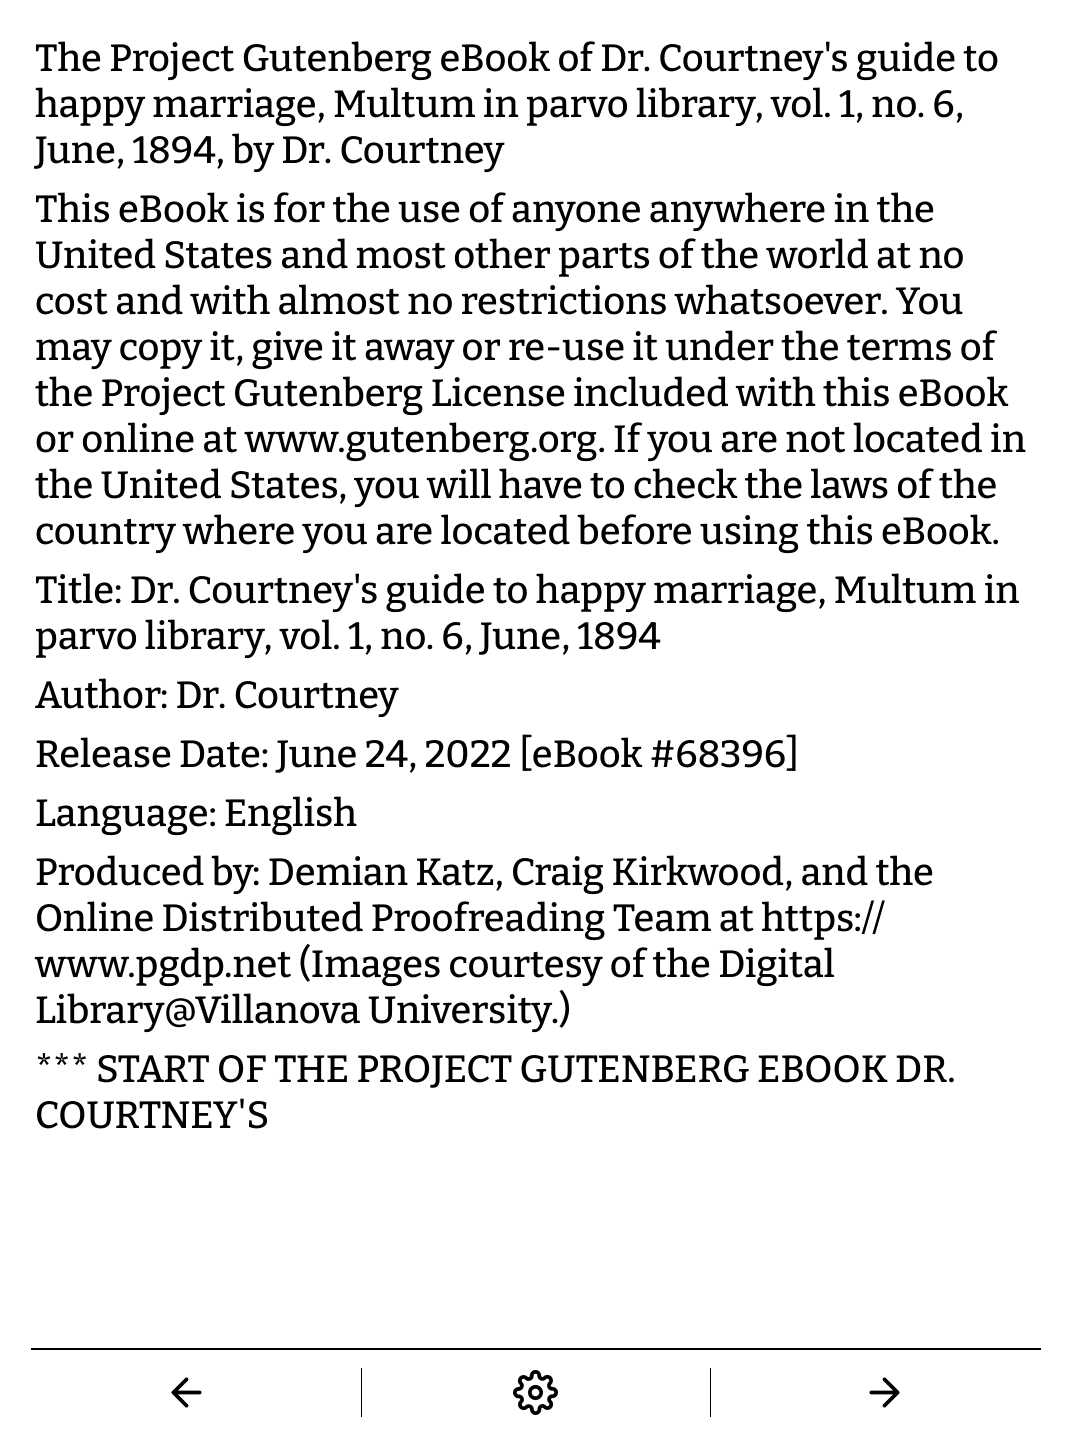 The Project Gutenberg eBook of Dr. Courtney's guide to
happy marriage, Multum in parvo library, vol. 1, no. 6,
June, 1894, by Dr. Courtney
This eBook is for the use of anyone anywhere in the
United States and most other parts of the world at no
cost and with almost no restrictions whatsoever. You
may copy it, give it away or re-use it under the terms of
the Project Gutenberg License included with this eBook
or online at www.gutenberg.org. If you are not located in
the United States, you will have to check the laws of the
country where you are located before using this eBook.
Title: Dr. Courtney's guide to happy marriage, Multum in
parvo library, vol. 1, no. 6, June, 1894
Author: Dr. Courtney
Release Date: June 24, 2022 [eBook #68396]
Language: English
Produced by: Demian Katz, Craig Kirkwood, and the
Online Distributed Proofreading Team at https://
www.pgdp.net (Images courtesy of the Digital
Library@Villanova University.)
*** START OF THE PROJECT GUTENBERG EBOOK DR.
COURTNEY'S